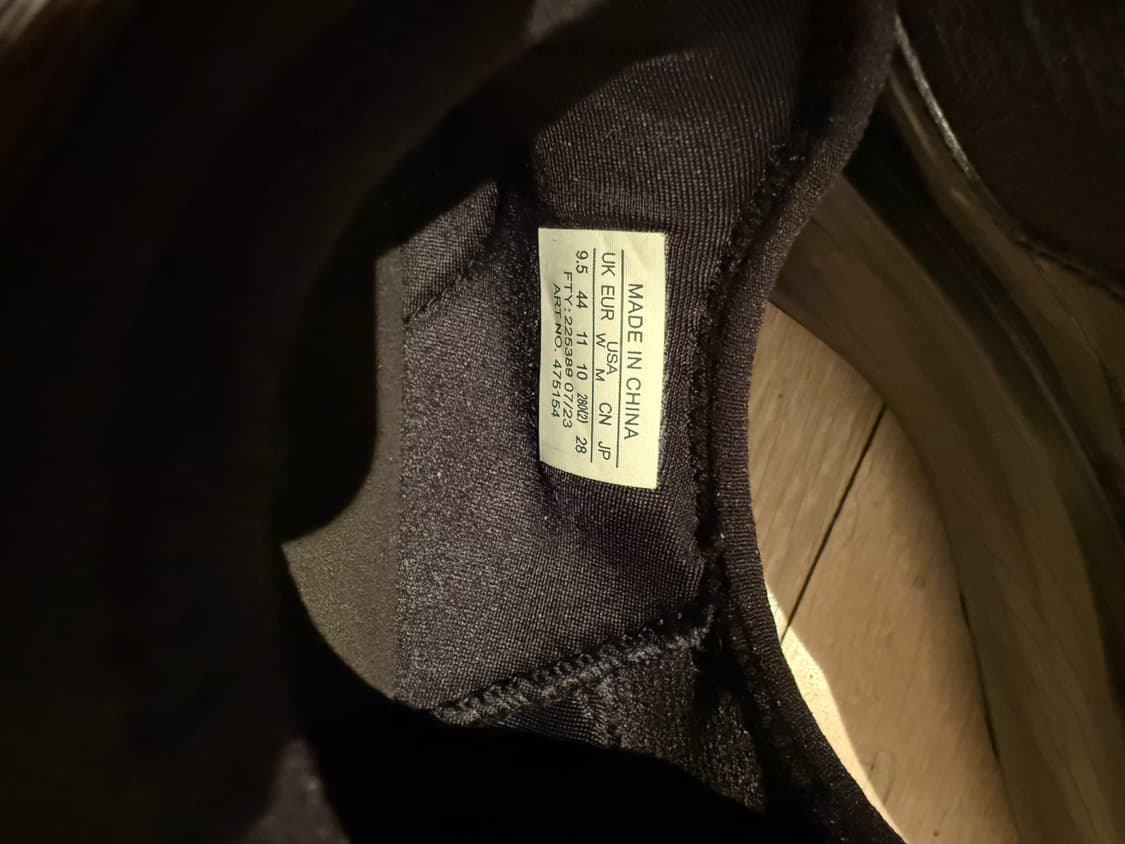 MADE IN CHINA
USA
UK EUR W M CN JP
9.5 44 11 10 280(2) 28
FTY: 225389 07/23
ART NO. 475154